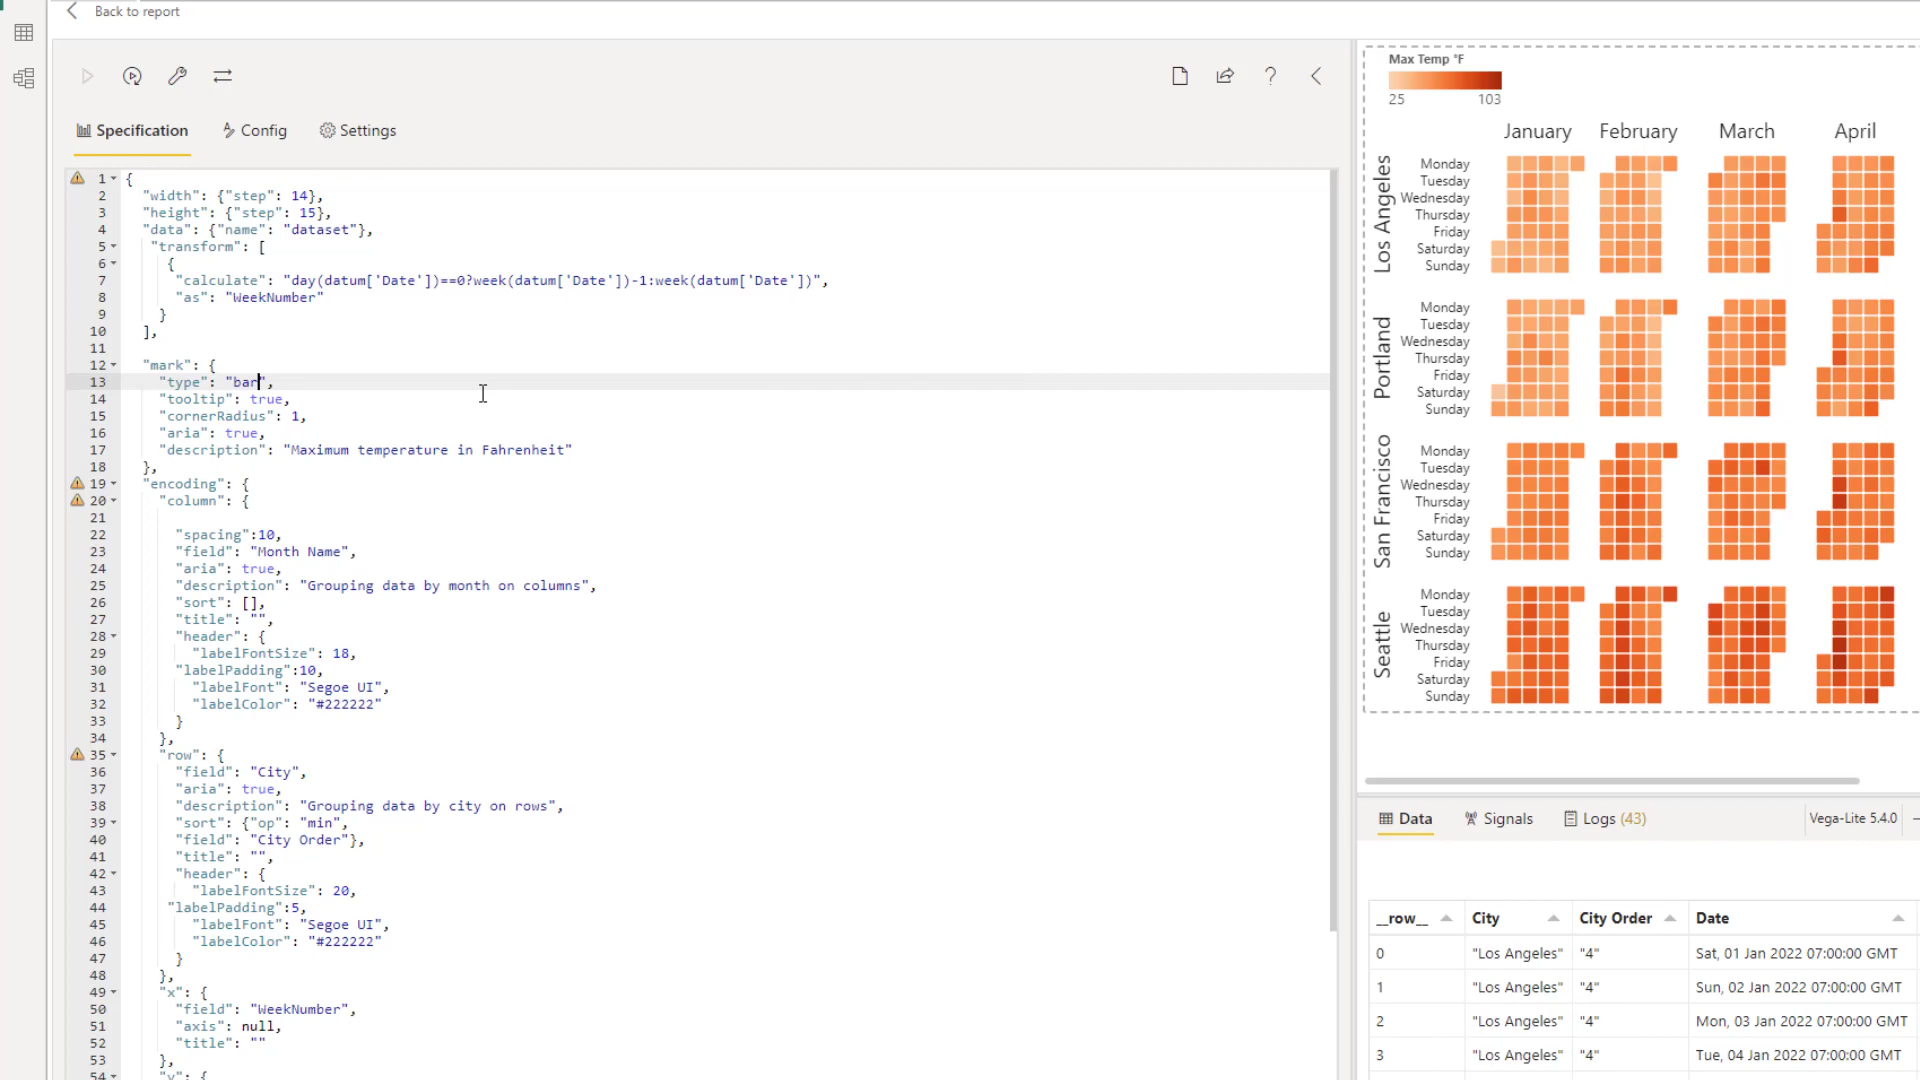 Back to report
Specification
Config
Settings
1 {
2 "width": {"step": 14},
3 "height": {"step": 15},
4 "data": {"name": "dataset"},
5 "transform": [
6 {
7 "calculate": "day(datum['Date'])==0?week(datum['Date'])-1:week(datum['Date'])",
8 "as": "WeekNumber"
9 }
10 ],
11
12 "mark": {
13 "type": "bar",
14 "tooltip": true,
15 "cornerRadius": 1,
16 "aria": true,
17 "description": "Maximum temperature in Fahrenheit"
18 },
19 "encoding": {
20 "column": {
21
22 "spacing":10,
23 "field": "Month Name",
24 "aria": true,
25 "description": "Grouping data by month on columns",
26 "sort": [],
27 "title": "",
28 "header": {
29 "labelFontSize": 18,
30 "labelPadding":10,
31 "labelFont": "Segoe UI",
32 "labelColor": "#222222"
33 }
34 },
35 "row": {
36 "field": "City",
37 "aria": true,
38 "description": "Grouping data by city on rows",
39 "sort": {"op": "min",
40 "field": "City Order"},
41 "title": "",
42 "header": {
43 "labelFontSize": 20,
44 "labelPadding":5,
45 "labelFont": "Segoe UI",
46 "labelColor": "#222222"
47 }
48 },
49 "x": {
50 "field": "WeekNumber",
51 "axis": null,
52 "title": ""
53 },
54 "y": {
Max Temp °F
25 103
January February March April
Los Angeles
Monday
Tuesday
Wednesday
Thursday
Friday
Saturday
Sunday
Portland
Monday
Tuesday
Wednesday
Thursday
Friday
Saturday
Sunday
San Francisco
Monday
Tuesday
Wednesday
Thursday
Friday
Saturday
Sunday
Seattle
Monday
Tuesday
Wednesday
Thursday
Friday
Saturday
Sunday
Data Signals Logs (43) Vega-Lite 5.4.0
__row__ City City Order Date
0 "Los Angeles" "4" Sat, 01 Jan 2022 07:00:00 GMT
1 "Los Angeles" "4" Sun, 02 Jan 2022 07:00:00 GMT
2 "Los Angeles" "4" Mon, 03 Jan 2022 07:00:00 GMT
3 "Los Angeles" "4" Tue, 04 Jan 2022 07:00:00 GMT